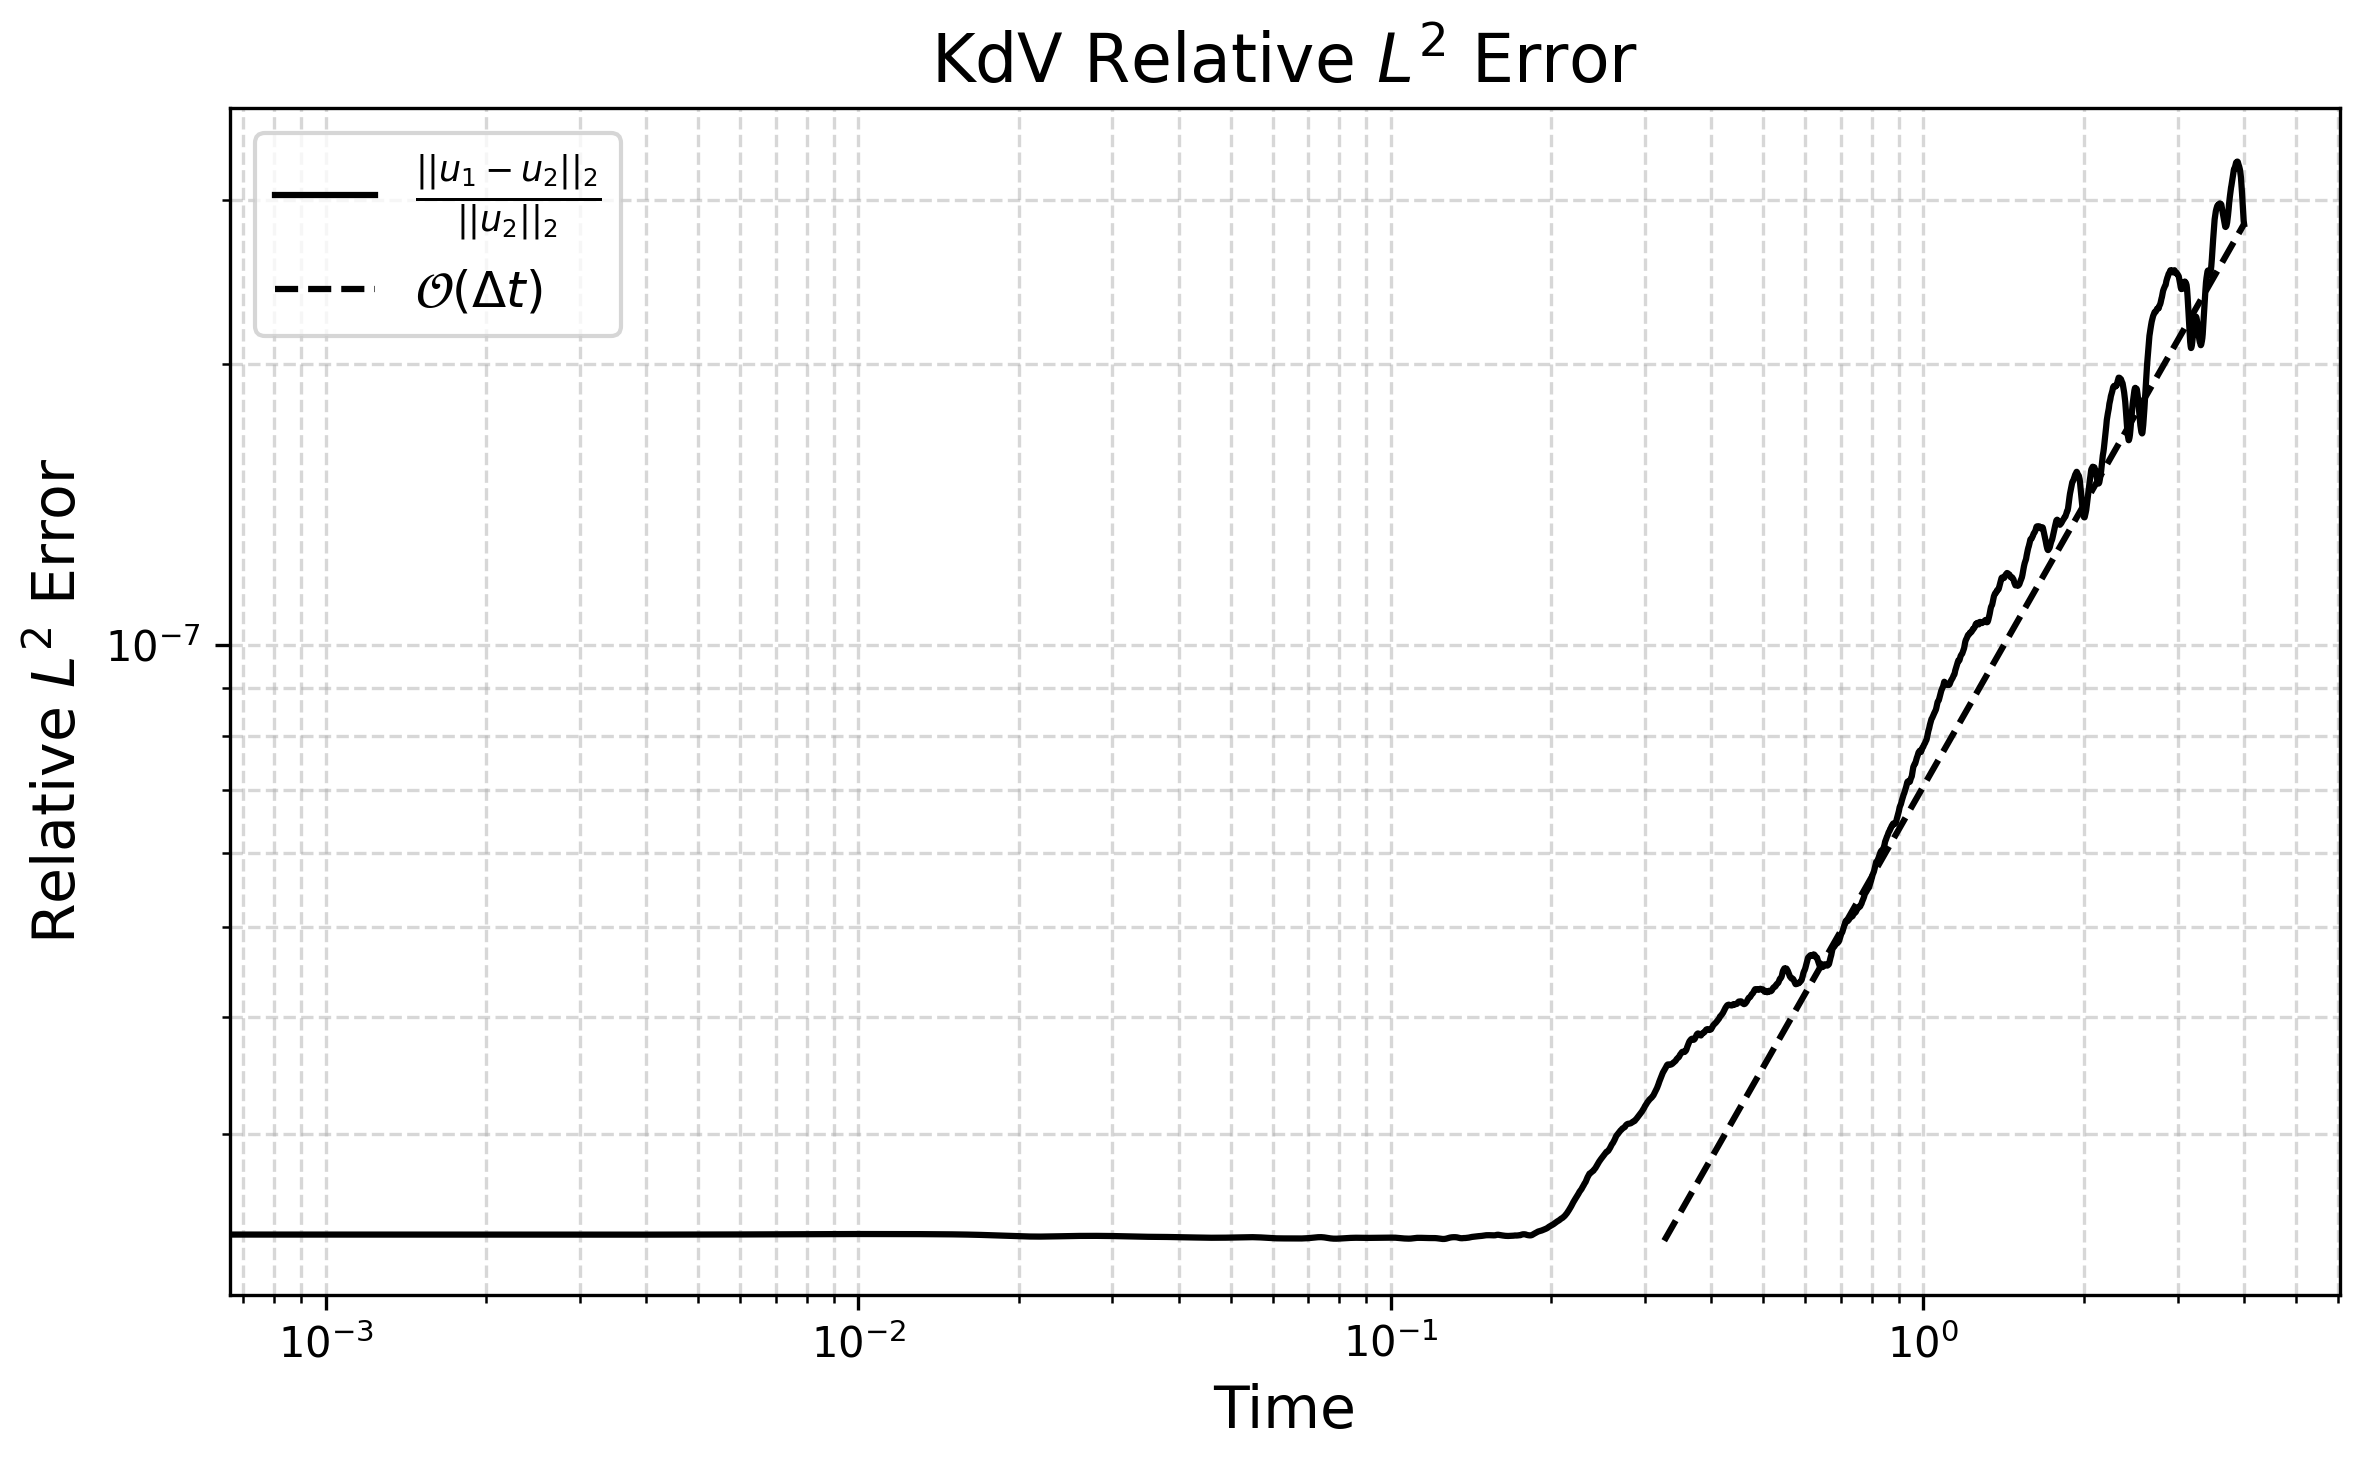 KdV Relative $L^2$ Error
$\frac{||u_1 - u_2||_2}{||u_2||_2}$
$\mathcal{O}(\Delta t)$
Relative $L^2$ Error
$10^{-7}$
$10^{-3}$ $10^{-2}$ $10^{-1}$ $10^0$
Time